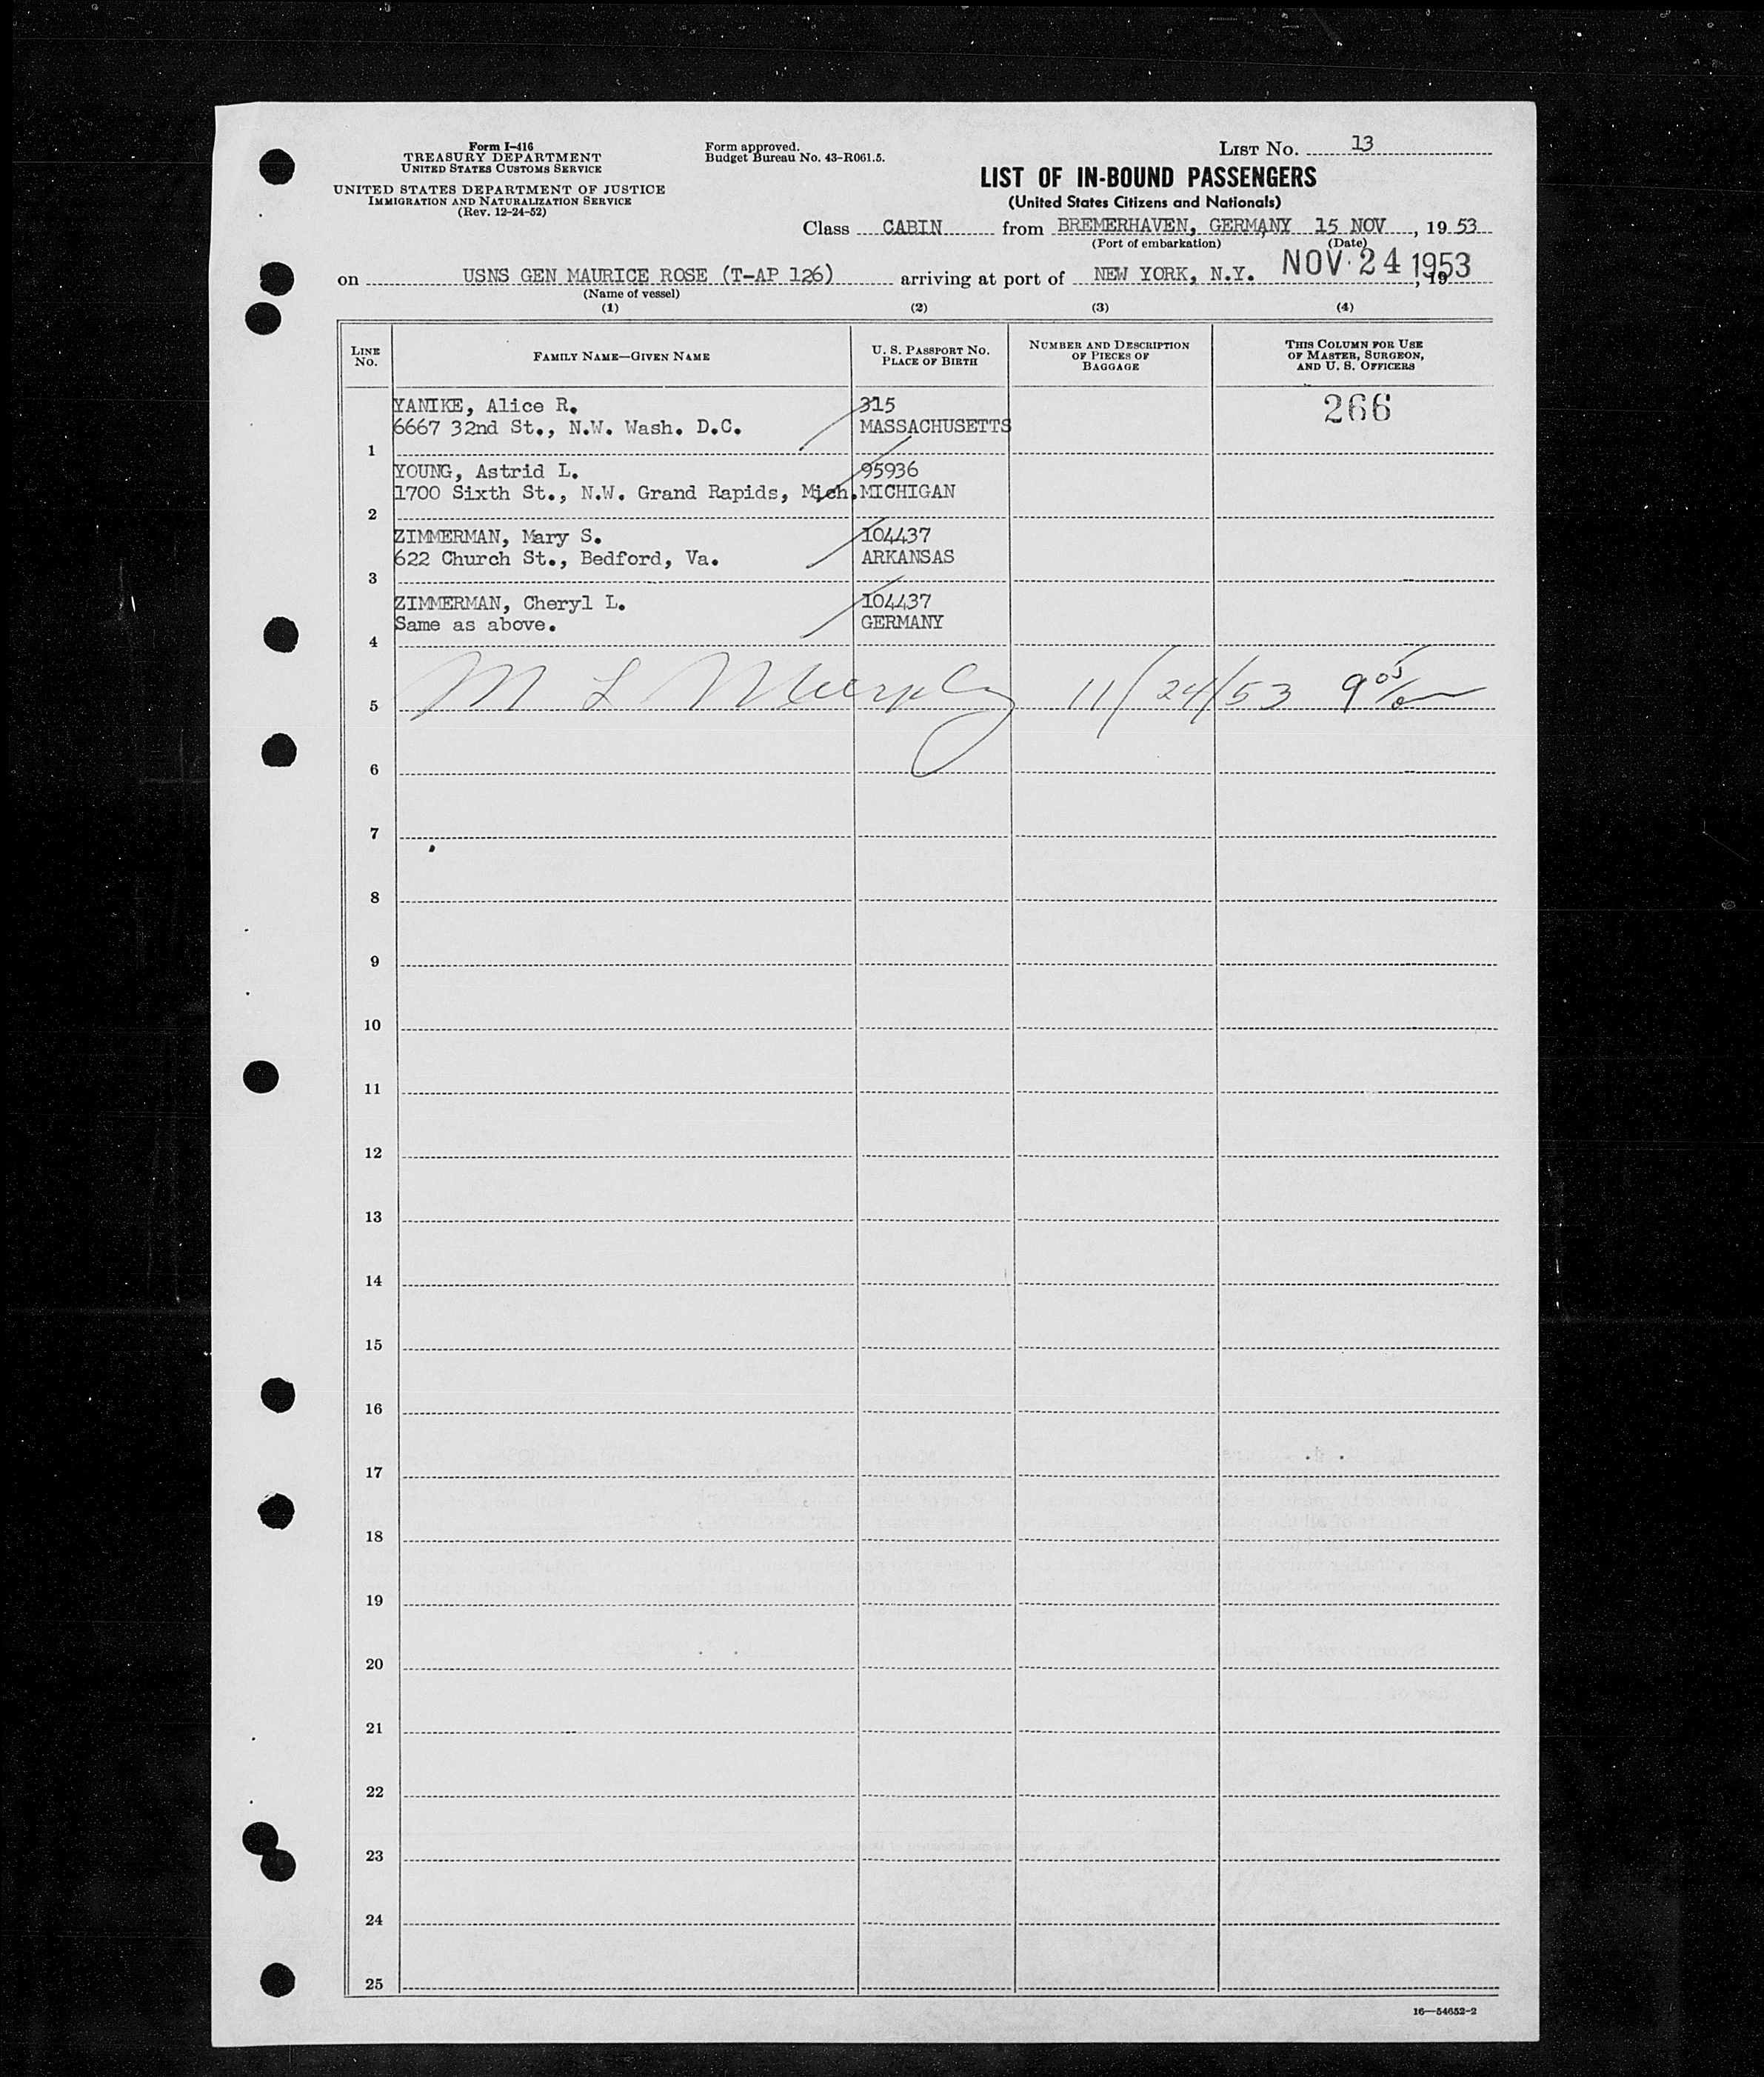 Form I-416
TREASURY DEPARTMENT
UNITED STATES CUSTOMS SERVICE
UNITED STATES DEPARTMENT OF JUSTICE
IMMIGRATION AND NATURALIZATION SERVICE
(Rev. 12-24-52)
Form approved.
Budget Bureau No. 43-R061.5.
LIST No. 13
LIST OF IN-BOUND PASSENGERS
(United States Citizens and Nationals)
Class CABIN from BREMERHAVEN, GERMANY 15 NOV, 19 53
(Port of embarkation) (Date)
on USNS GEN MAURICE ROSE (T-AP 126) arriving at port of NEW YORK, N.Y. NOV 24 1953, 19
(Name of vessel)
(1) (2) (3) (4)
LINE No. FAMILY NAME—GIVEN NAME U. S. PASSPORT No. PLACE OF BIRTH NUMBER AND DESCRIPTION OF PIECES OF BAGGAGE THIS COLUMN FOR USE OF MASTER, SURGEON, AND U. S. OFFICERS
YANIKE, Alice R. 315 266
6667 32nd St., N.W. Wash. D.C. MASSACHUSETTS
1
YOUNG, Astrid L. 95936
1700 Sixth St., N.W. Grand Rapids, Mich. MICHIGAN
2
ZIMMERMAN, Mary S. 104437
622 Church St., Bedford, Va. ARKANSAS
3
ZIMMERMAN, Cheryl L. 104437
Same as above. GERMANY
4
M L Murphy 11/24/53 9 05
5
6
7
8
9
10
11
12
13
14
15
16
17
18
19
20
21
22
23
24
25
16—54652-2